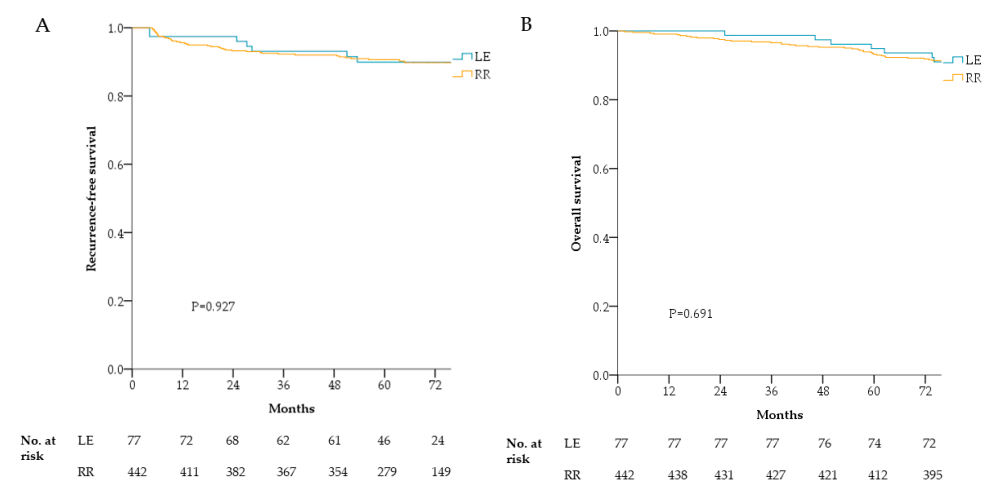 A
Recurrence-free survival
1.0
0.8
0.6
0.4
0.2
0.0
LE
RR
P=0.927
0 12 24 36 48 60 72
Months
No. at risk
LE 77 72 68 62 61 46 24
RR 442 411 382 367 354 279 149
B
Overall survival
1.0
0.8
0.6
0.4
0.2
0.0
LE
RR
P=0.691
0 12 24 36 48 60 72
Months
No. at risk
LE 77 77 77 77 76 74 72
RR 442 438 431 427 421 412 395